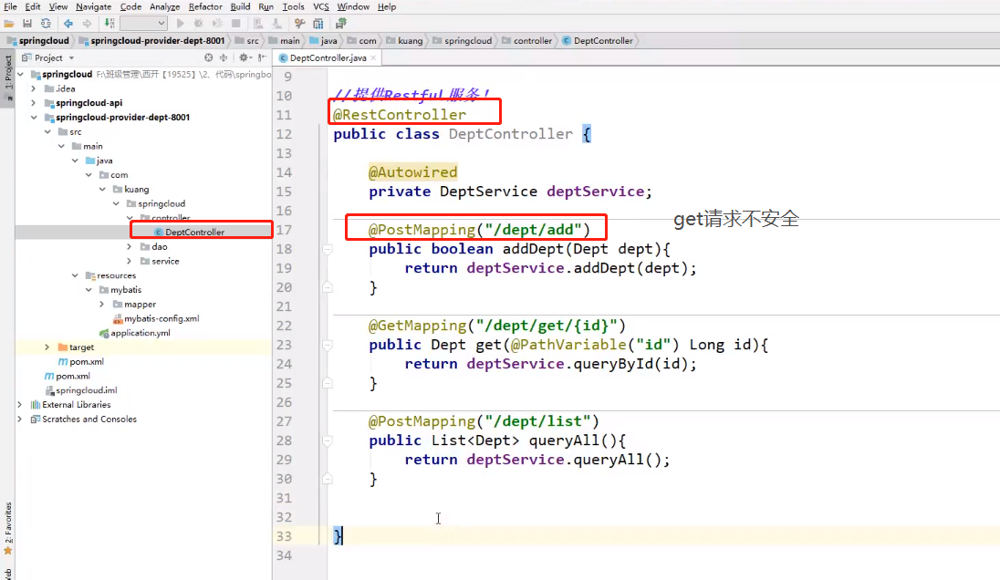 File Edit View Navigate Code Analyze Refactor Build Run Tools VCS Window Help
springcloud springcloud-provider-dept-8001 src main java com kuang springcloud controller DeptController
1: Project
Project
DeptController.java
springcloud F:\班级管理\西开【19525】\2、代码\springbo
.idea
springcloud-api
springcloud-provider-dept-8001
src
main
java
com
kuang
springcloud
controller
DeptController
dao
service
resources
mybatis
mapper
mybatis-config.xml
application.yml
target
pom.xml
pom.xml
springcloud.iml
External Libraries
Scratches and Consoles
2: Favorites
9
10 //提供Restful服务！
11 @RestController
12 public class DeptController {
13
14 @Autowired
15 private DeptService deptService;
16
17 @PostMapping("/dept/add")
get请求不安全
18 public boolean addDept(Dept dept){
19 return deptService.addDept(dept);
20 }
21
22 @GetMapping("/dept/get/{id}")
23 public Dept get(@PathVariable("id") Long id){
24 return deptService.queryById(id);
25 }
26
27 @PostMapping("/dept/list")
28 public List<Dept> queryAll(){
29 return deptService.queryAll();
30 }
31
32
33 }
34